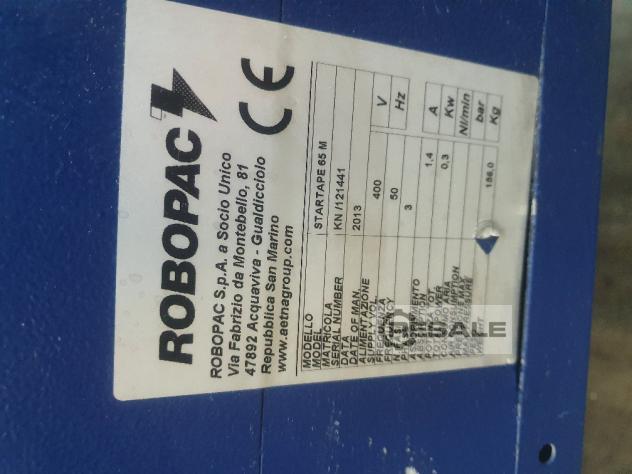 ROBOPAC
ROBOPAC S.p.A. a Socio Unico
Via Fabrizio da Montebello, 81
47892 Acquaviva - Gualdicciolo
Repubblica San Marino
www.aetnagroup.com
CE
MODELLO
MODEL STARTAPE 65 M
MATRICOLA
SERIAL NUMBER KN /121441
DATA
DATE OF MAN. 2013
ALIMENTAZIONE
SUPPLY VOL. 400 V
50 Hz
3
1,4 A
0,3 Kw
Nl/min
bar
186,0 Kg
RESALE